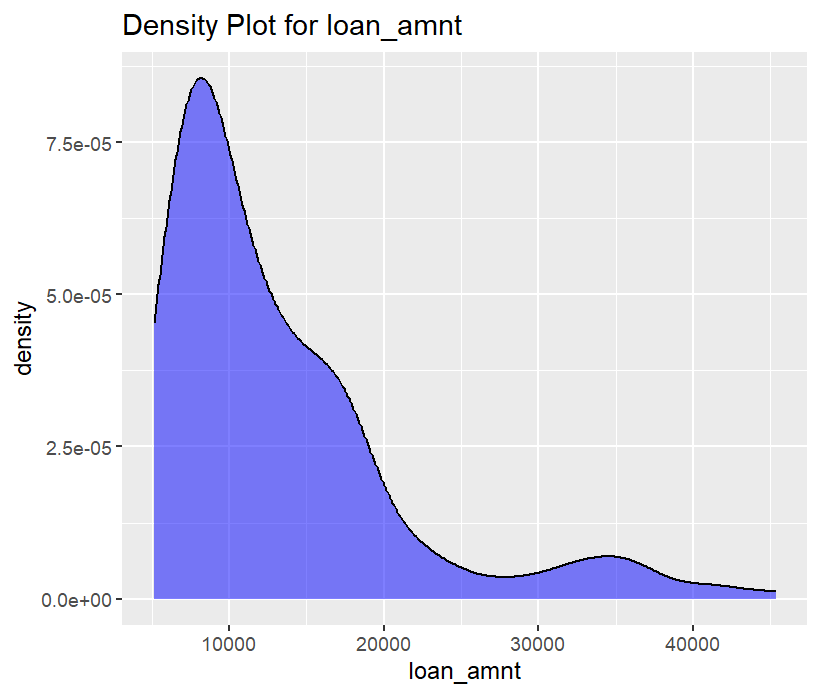 Density Plot for loan_amnt
density
7.5e-05
5.0e-05
2.5e-05
0.0e+00
10000 20000 30000 40000
loan_amnt